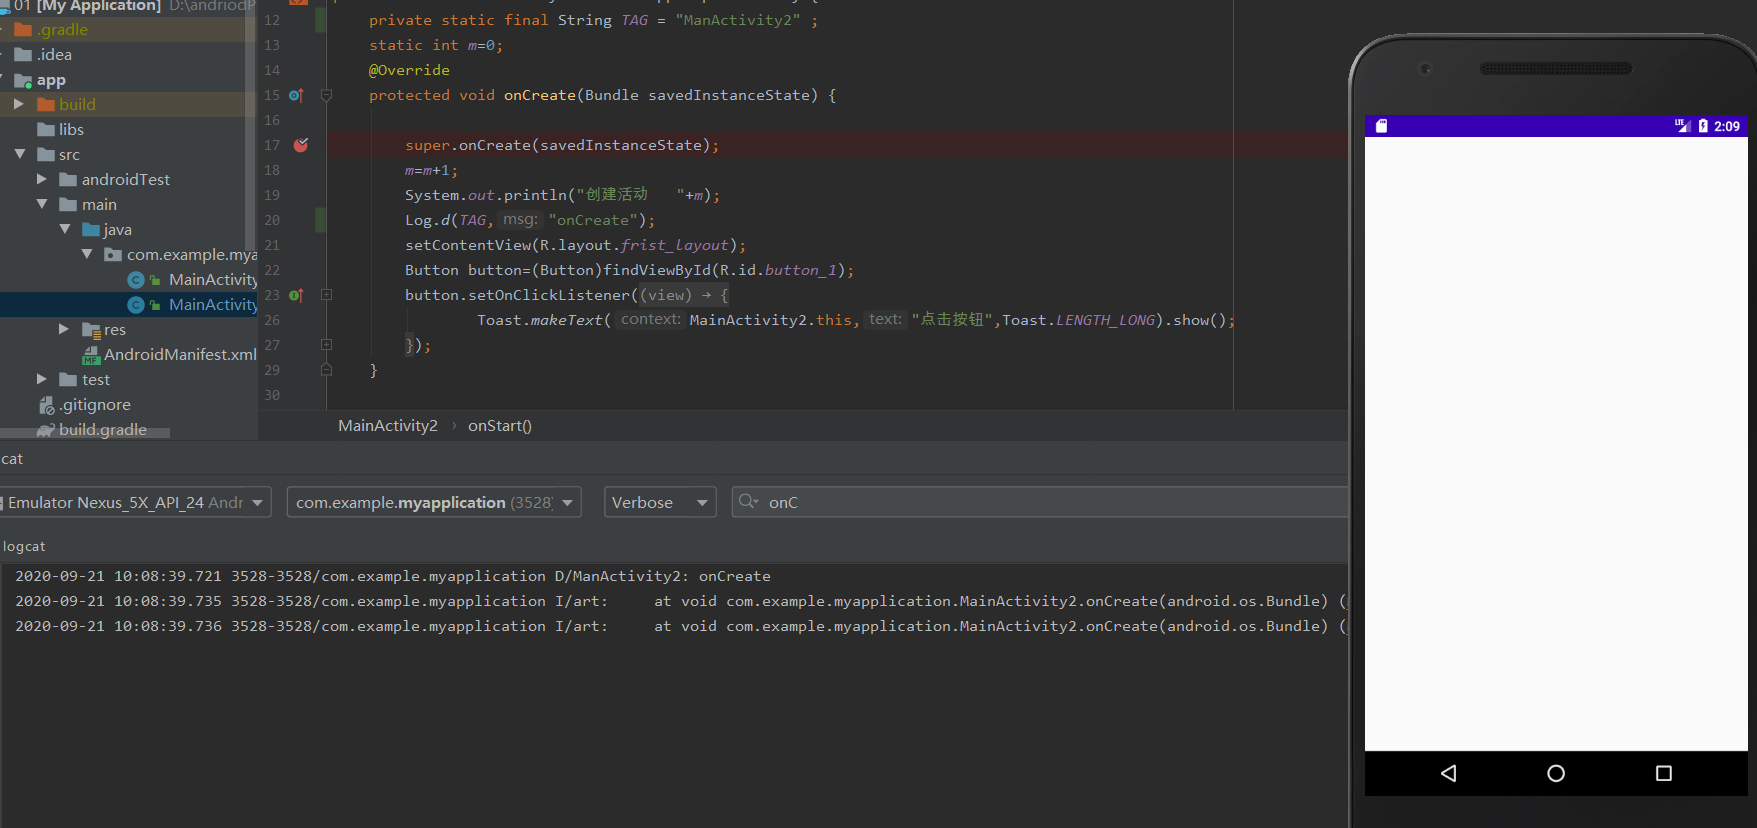 01 [My Application] D:\andriodP
.gradle
.idea
app
build
libs
src
androidTest
main
java
com.example.mya
MainActivity
MainActivity
res
AndroidManifest.xml
test
.gitignore
build.gradle
12 private static final String TAG = "ManActivity2" ;
13 static int m=0;
14 @Override
15 protected void onCreate(Bundle savedInstanceState) {
16
17 super.onCreate(savedInstanceState);
18 m=m+1;
19 System.out.println("创建活动 "+m);
20 Log.d(TAG, msg: "onCreate");
21 setContentView(R.layout.frist_layout);
22 Button button=(Button)findViewById(R.id.button_1);
23 button.setOnClickListener((view) → {
26 Toast.makeText( context: MainActivity2.this, text: "点击按钮",Toast.LENGTH_LONG).show();
27 });
29 }
30
MainActivity2 › onStart()
cat
Emulator Nexus_5X_API_24 Andr
com.example.myapplication (3528)
Verbose
onC
logcat
2020-09-21 10:08:39.721 3528-3528/com.example.myapplication D/ManActivity2: onCreate
2020-09-21 10:08:39.735 3528-3528/com.example.myapplication I/art: at void com.example.myapplication.MainActivity2.onCreate(android.os.Bundle) (
2020-09-21 10:08:39.736 3528-3528/com.example.myapplication I/art: at void com.example.myapplication.MainActivity2.onCreate(android.os.Bundle) (
LTE 2:09